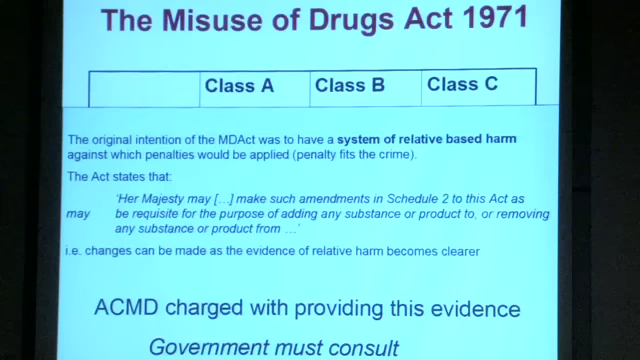 The Misuse of Drugs Act 1971
Class A Class B Class C
The original intention of the MDAct was to have a system of relative based harm
against which penalties would be applied (penalty fits the crime).
The Act states that:
‘Her Majesty may [...] make such amendments in Schedule 2 to this Act as
may be requisite for the purpose of adding any substance or product to, or removing
any substance or product from ...’
i.e. changes can be made as the evidence of relative harm becomes clearer
ACMD charged with providing this evidence
Government must consult